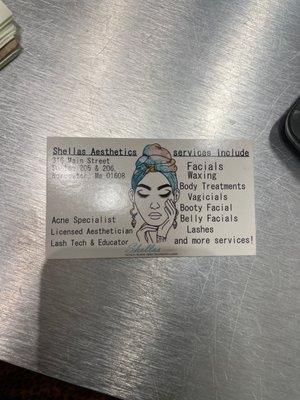 Shellas Aesthetics
316 Main Street
Suites 205 & 206,
Worcester, Ma 01608
Acne Specialist
Licensed Aesthetician
Lash Tech & Educator
services include
Facials
Waxing
Body Treatments
Vagicials
Booty Facial
Belly Facials
Lashes
and more services!
Shellas